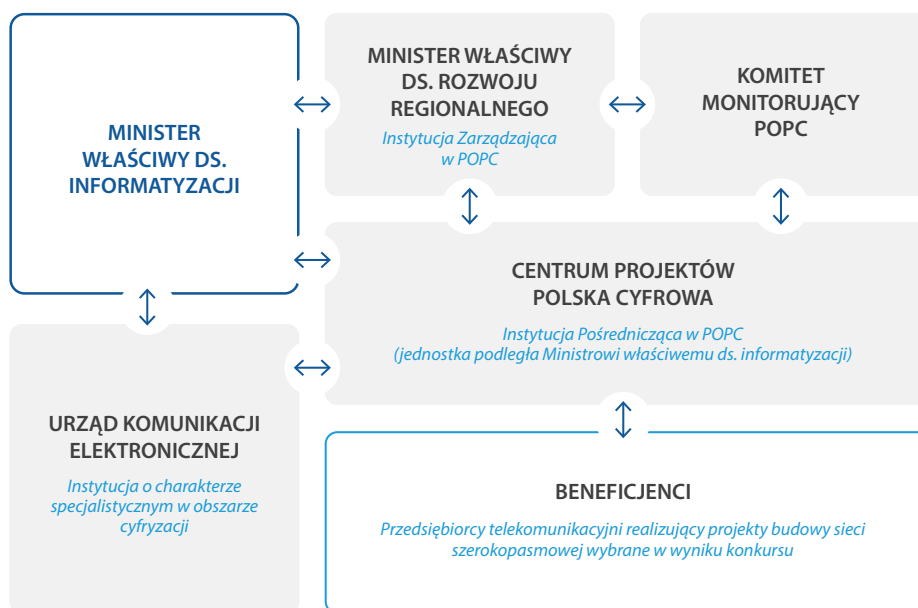 MINISTER
WŁAŚCIWY DS.
INFORMATYZACJI
MINISTER WŁAŚCIWY
DS. ROZWOJU
REGIONALNEGO
Instytucja Zarządzająca
w POPC
KOMITET
MONITORUJĄCY
POPC
CENTRUM PROJEKTÓW
POLSKA CYFROWA
Instytucja Pośrednicząca w POPC
(jednostka podległa Ministrowi właściwemu ds. informatyzacji)
URZĄD KOMUNIKACJI
ELEKTRONICZNEJ
Instytucja o charakterze
specjalistycznym w obszarze
cyfryzacji
BENEFICJENCI
Przedsiębiorcy telekomunikacyjni realizujący projekty budowy sieci
szerokopasmowej wybrane w wyniku konkursu